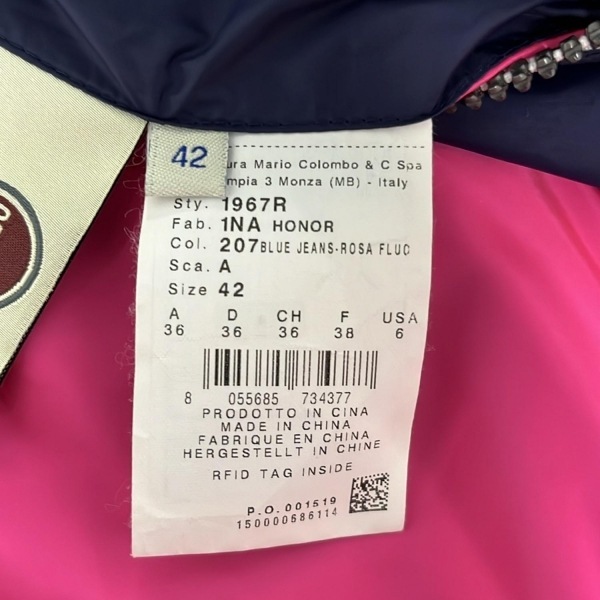 42
ura Mario Colombo & C Spa
mpia 3 Monza (MB) - Italy
Sty. 1967R
Fab. 1NA HONOR
Col. 207 BLUE JEANS-ROSA FLUO
Sca. A
Size 42
A D CH F USA
36 36 36 38 6
8 055685 734377
PRODOTTO IN CINA
MADE IN CHINA
FABRIQUE EN CHINA
HERGESTELLT IN CHINE
RFID TAG INSIDE
P.O. 001519
150000686114